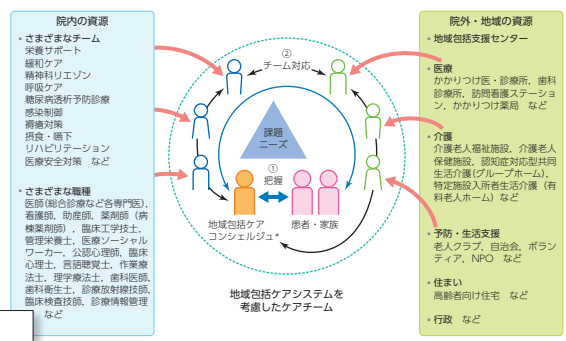 院内の資源
・さまざまなチーム
栄養サポート
緩和ケア
精神科リエゾン
呼吸ケア
糖尿病透析予防診療
感染制御
褥瘡対策
摂食・嚥下
リハビリテーション
医療安全対策　など
・さまざまな職種
医師(総合診療など各専門医),
看護師，助産師，薬剤師（病
棟薬剤師），臨床工学技士，
管理栄養士，医療ソーシャル
ワーカー，公認心理師，臨床
心理士，言語聴覚士，作業療
法士，理学療法士，歯科医師，
歯科衛生士，診療放射線技師，
臨床検査技師，診療情報管理
など
②
チーム対応
課題
ニーズ
①
把握
地域包括ケア
コンシェルジュ*
患者・家族
地域包括ケアシステムを
考慮したケアチーム
院外・地域の資源
・地域包括支援センター
・医療
かかりつけ医・診療所，歯科
診療所，訪問看護ステーショ
ン，かかりつけ薬局　など
・介護
介護老人福祉施設，介護老人
保健施設，認知症対応型共同
生活介護(グループホーム)，
特定施設入所者生活介護（有
料老人ホーム）など
・予防・生活支援
老人クラブ，自治会，ボラン
ティア，NPO　など
・住まい
高齢者向け住宅　など
・行政　など